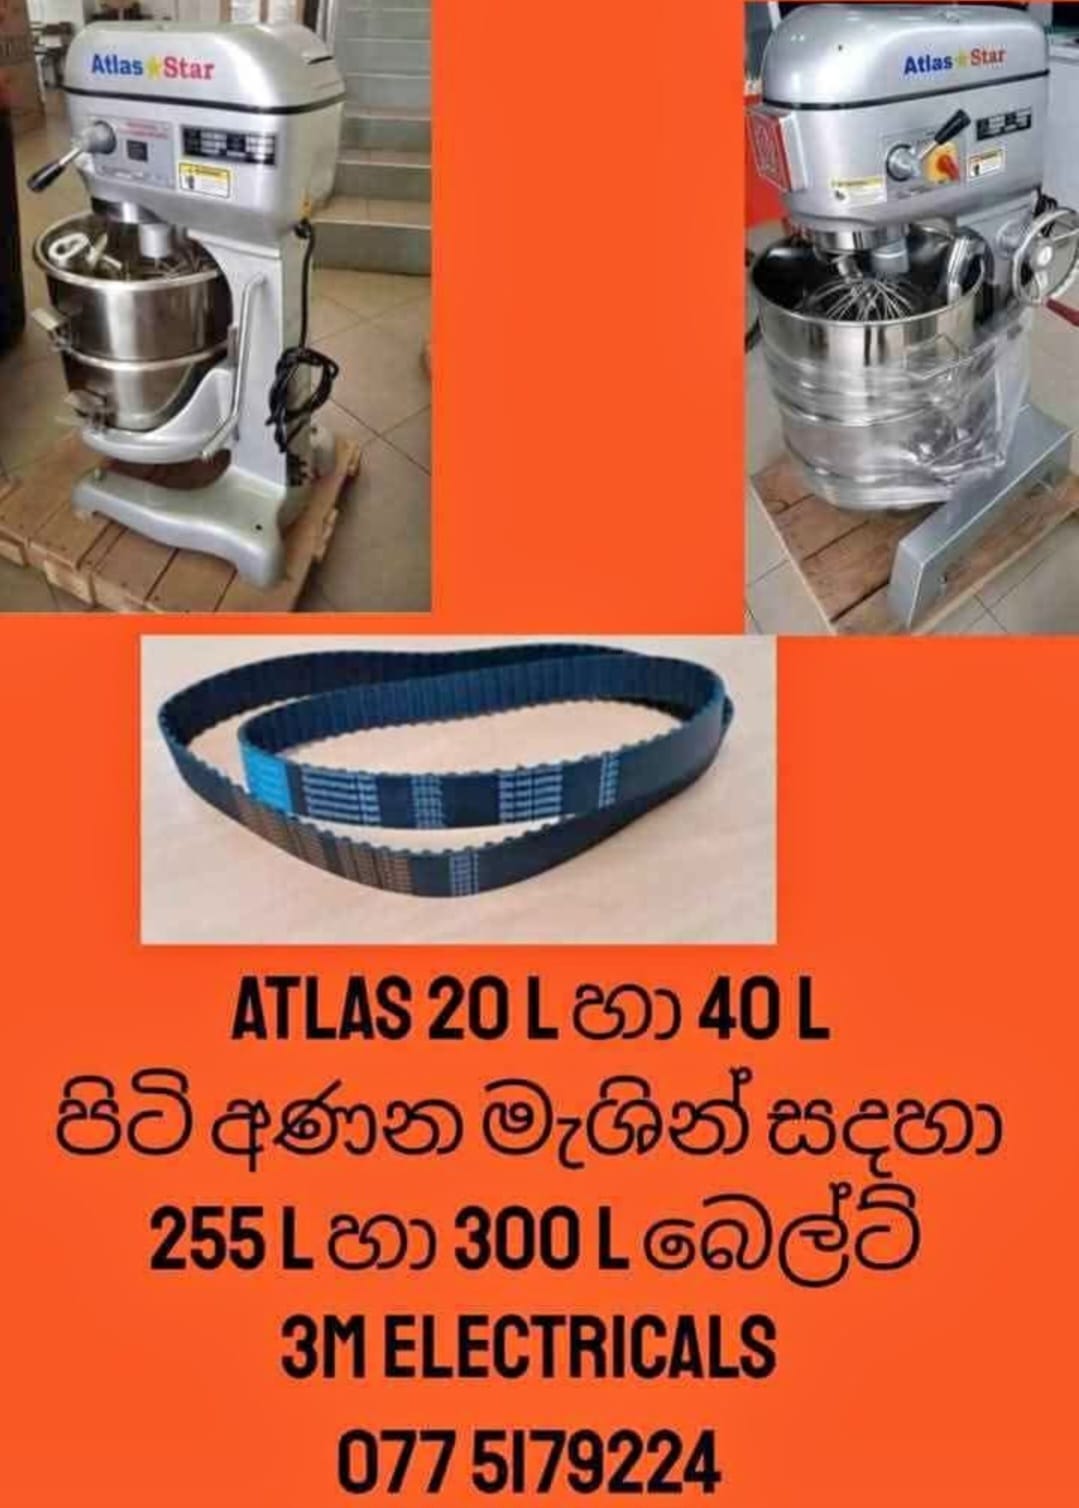 Atlas Star
Atlas Star
ATLAS 20 L හා 40 L
පිටි අණන මැශින් සදහා
255 L හා 300 L බෙල්ට්
3M ELECTRICALS
077 5179224